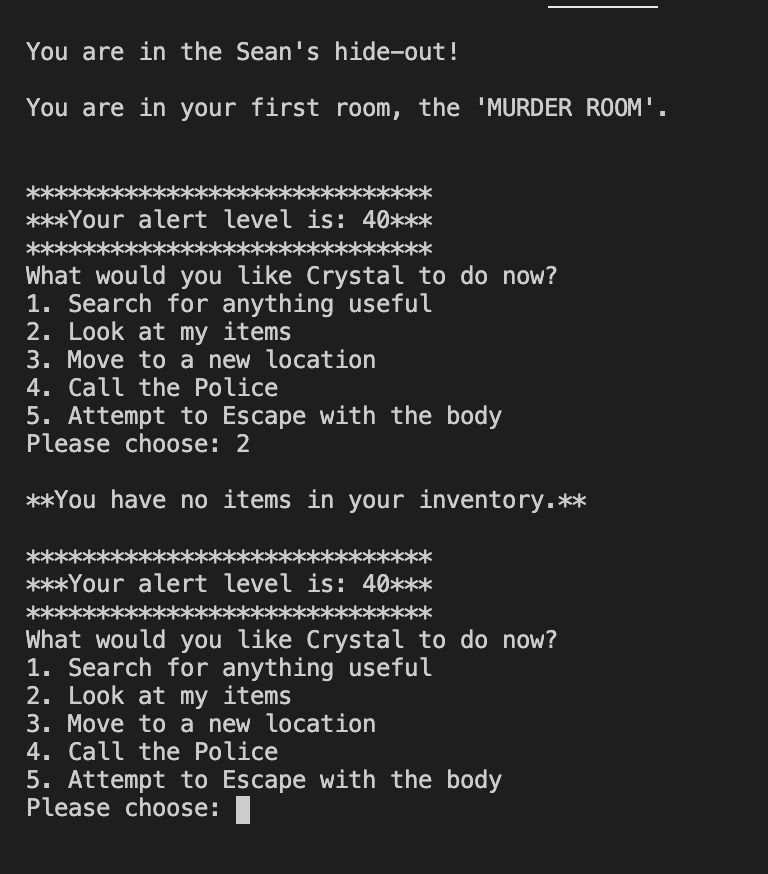 You are in the Sean's hide-out!
You are in your first room, the 'MURDER ROOM'.
*****************************
***Your alert level is: 40***
*****************************
What would you like Crystal to do now?
1. Search for anything useful
2. Look at my items
3. Move to a new location
4. Call the Police
5. Attempt to Escape with the body
Please choose: 2
**You have no items in your inventory.**
*****************************
***Your alert level is: 40***
*****************************
What would you like Crystal to do now?
1. Search for anything useful
2. Look at my items
3. Move to a new location
4. Call the Police
5. Attempt to Escape with the body
Please choose: